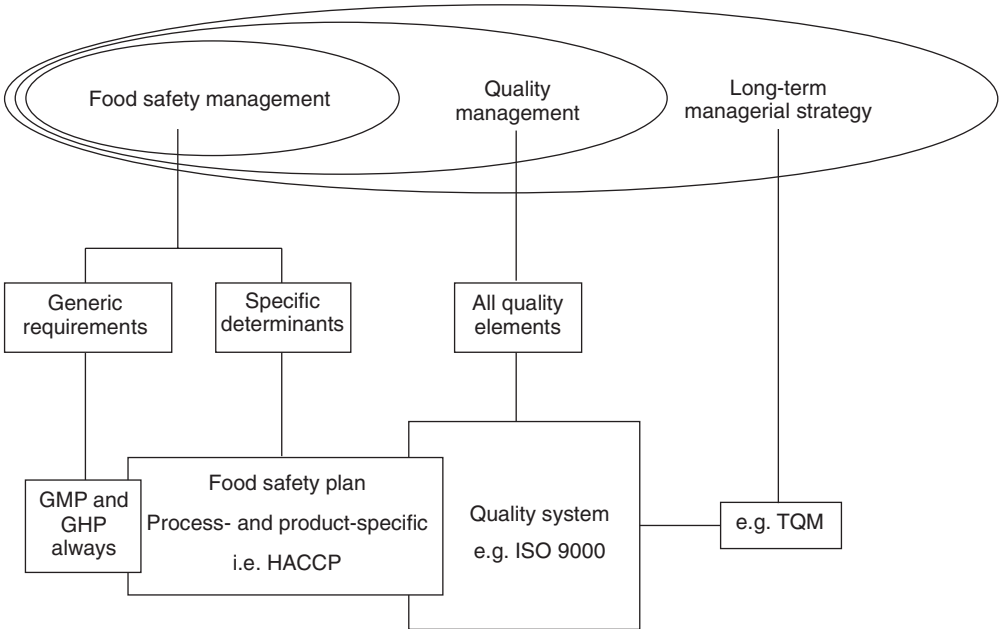 Food safety management
Quality
management
Long-term
managerial strategy
Generic
requirements
Specific
determinants
All quality
elements
GMP and
GHP
always
Food safety plan
Process- and product-specific
i.e. HACCP
Quality system
e.g. ISO 9000
e.g. TQM